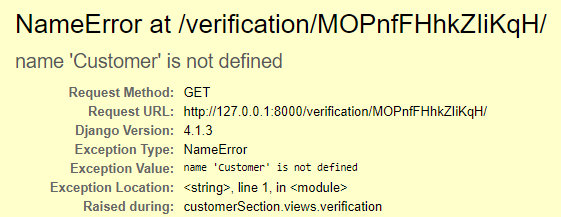 NameError at /verification/MOPnfFHhkZIiKqH/
name 'Customer' is not defined
Request Method: GET
Request URL: http://127.0.0.1:8000/verification/MOPnfFHhkZIiKqH/
Django Version: 4.1.3
Exception Type: NameError
Exception Value: name 'Customer' is not defined
Exception Location: <string>, line 1, in <module>
Raised during: customerSection.views.verification